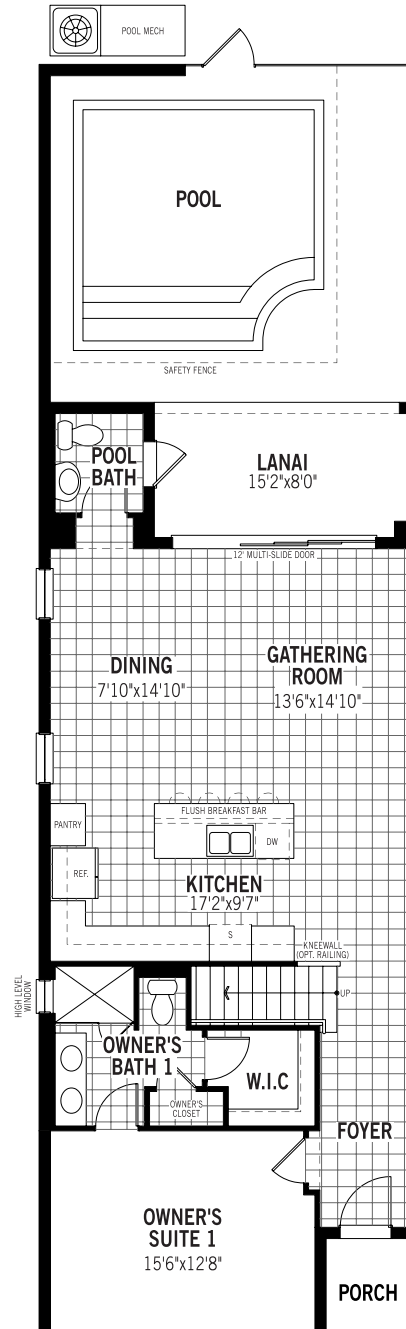 POOL MECH
POOL
SAFETY FENCE
POOL
BATH
LANAI
15'2"x8'0"
12' MULTI-SLIDE DOOR
DINING
7'10"x14'10"
GATHERING
ROOM
13'6"x14'10"
FLUSH BREAKFAST BAR
PANTRY
DW
REF.
KITCHEN
17'2"x9'7"
S
KNEEWALL
(OPT. RAILING)
HIGH LEVEL
WINDOW
UP
OWNER'S
BATH 1
W.I.C
OWNER'S
CLOSET
FOYER
OWNER'S
SUITE 1
15'6"x12'8"
PORCH